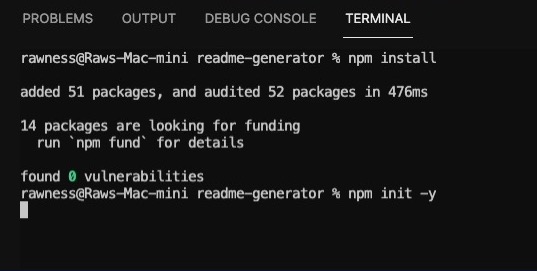 PROBLEMS OUTPUT DEBUG CONSOLE TERMINAL
rawness@Raws-Mac-mini readme-generator % npm install
added 51 packages, and audited 52 packages in 476ms
14 packages are looking for funding
run `npm fund` for details
found 0 vulnerabilities
rawness@Raws-Mac-mini readme-generator % npm init -y